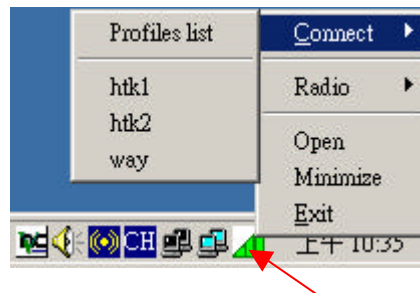 Profiles list
htk1
htk2
way
Connect
Radio
Open
Minimize
Exit
CH
上午 10:35